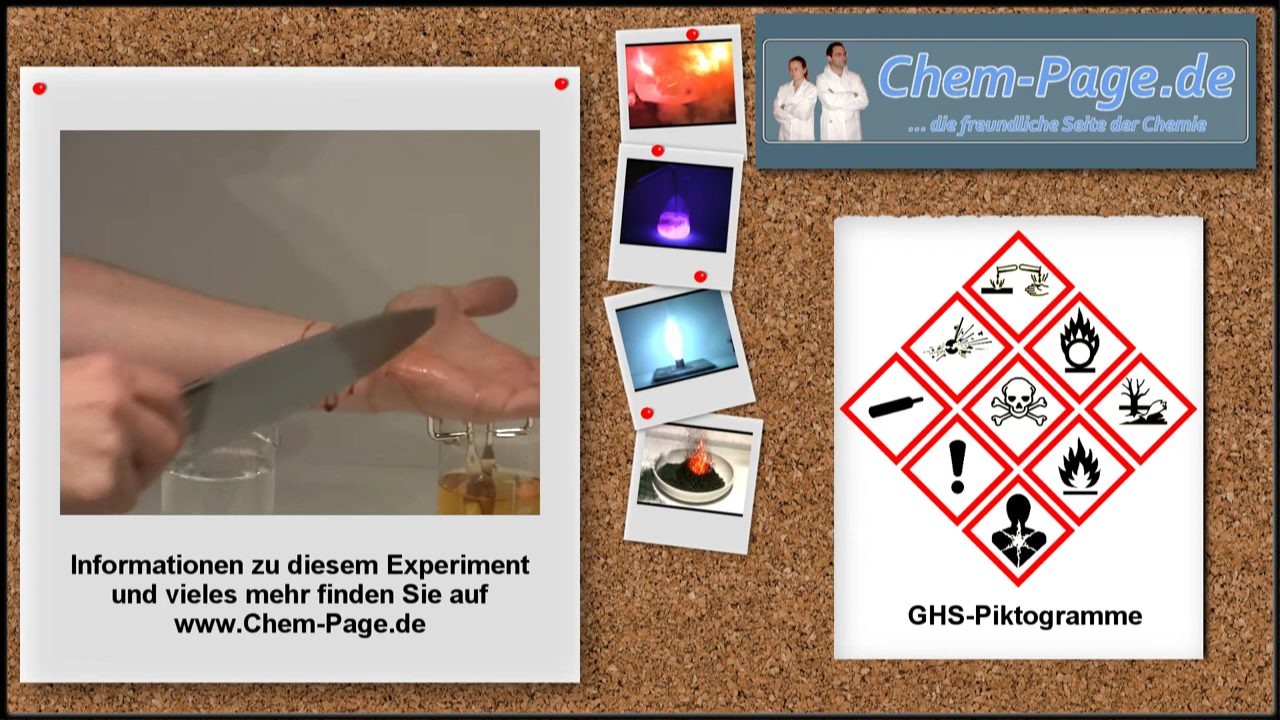 Chem-Page.de
... die freundliche Seite der Chemie
Informationen zu diesem Experiment
und vieles mehr finden Sie auf
www.Chem-Page.de
GHS-Piktogramme